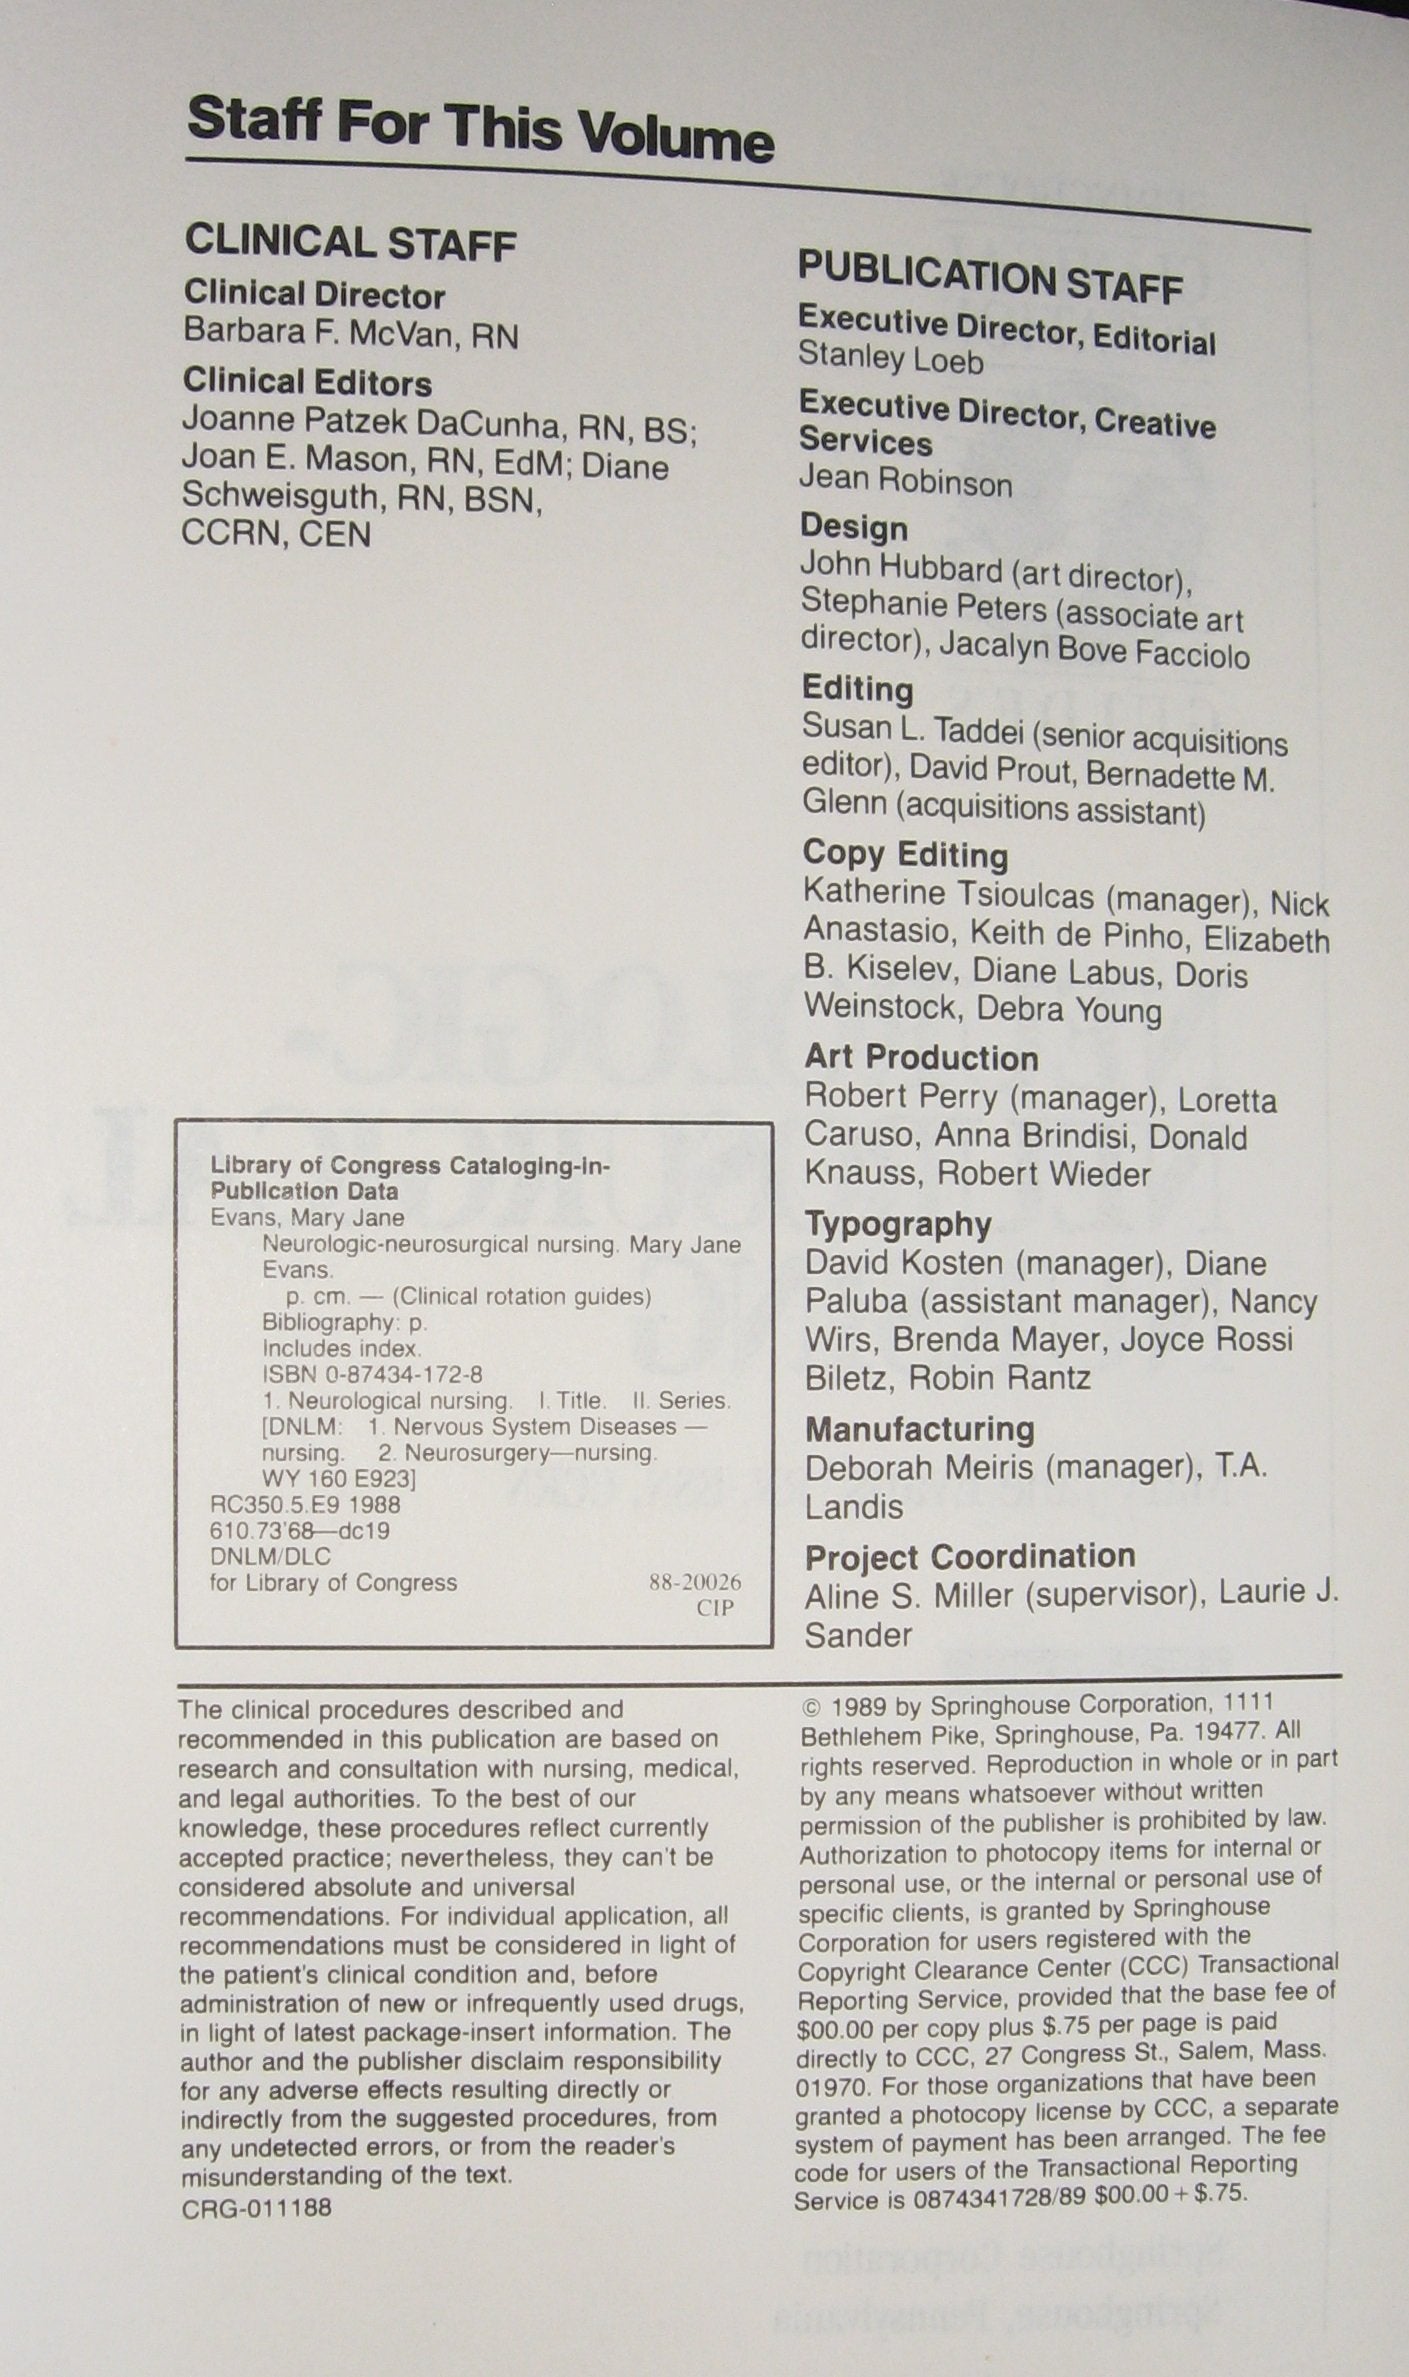 Staff For This Volume
CLINICAL STAFF
Clinical Director
Barbara F. McVan, RN
Clinical Editors
Joanne Patzek DaCunha, RN, BS;
Joan E. Mason, RN, EdM; Diane
Schweisguth, RN, BSN,
CCRN, CEN
PUBLICATION STAFF
Executive Director, Editorial
Stanley Loeb
Executive Director, Creative
Services
Jean Robinson
Design
John Hubbard (art director),
Stephanie Peters (associate art
director), Jacalyn Bove Facciolo
Editing
Susan L. Taddei (senior acquisitions
editor), David Prout, Bernadette M.
Glenn (acquisitions assistant)
Copy Editing
Katherine Tsioulcas (manager), Nick
Anastasio, Keith de Pinho, Elizabeth
B. Kiselev, Diane Labus, Doris
Weinstock, Debra Young
Art Production
Robert Perry (manager), Loretta
Caruso, Anna Brindisi, Donald
Knauss, Robert Wieder
Typography
David Kosten (manager), Diane
Paluba (assistant manager), Nancy
Wirs, Brenda Mayer, Joyce Rossi
Biletz, Robin Rantz
Manufacturing
Deborah Meiris (manager), T.A.
Landis
Project Coordination
Aline S. Miller (supervisor), Laurie J.
Sander
Library of Congress Cataloging-in-
Publication Data
Evans, Mary Jane
Neurologic-neurosurgical nursing. Mary Jane
Evans.
p. cm. — (Clinical rotation guides)
Bibliography: p.
Includes index.
ISBN 0-87434-172-8
1. Neurological nursing. I. Title. II. Series.
[DNLM: 1. Nervous System Diseases —
nursing. 2. Neurosurgery—nursing.
WY 160 E923]
RC350.5.E9 1988
610.73'68—dc19
DNLM/DLC
for Library of Congress 88-20026
CIP
The clinical procedures described and
recommended in this publication are based on
research and consultation with nursing, medical,
and legal authorities. To the best of our
knowledge, these procedures reflect currently
accepted practice; nevertheless, they can't be
considered absolute and universal
recommendations. For individual application, all
recommendations must be considered in light of
the patient's clinical condition and, before
administration of new or infrequently used drugs,
in light of latest package-insert information. The
author and the publisher disclaim responsibility
for any adverse effects resulting directly or
indirectly from the suggested procedures, from
any undetected errors, or from the reader's
misunderstanding of the text.
CRG-011188
© 1989 by Springhouse Corporation, 1111
Bethlehem Pike, Springhouse, Pa. 19477. All
rights reserved. Reproduction in whole or in part
by any means whatsoever without written
permission of the publisher is prohibited by law.
Authorization to photocopy items for internal or
personal use, or the internal or personal use of
specific clients, is granted by Springhouse
Corporation for users registered with the
Copyright Clearance Center (CCC) Transactional
Reporting Service, provided that the base fee of
$00.00 per copy plus $.75 per page is paid
directly to CCC, 27 Congress St., Salem, Mass.
01970. For those organizations that have been
granted a photocopy license by CCC, a separate
system of payment has been arranged. The fee
code for users of the Transactional Reporting
Service is 0874341728/89 $00.00 + $.75.